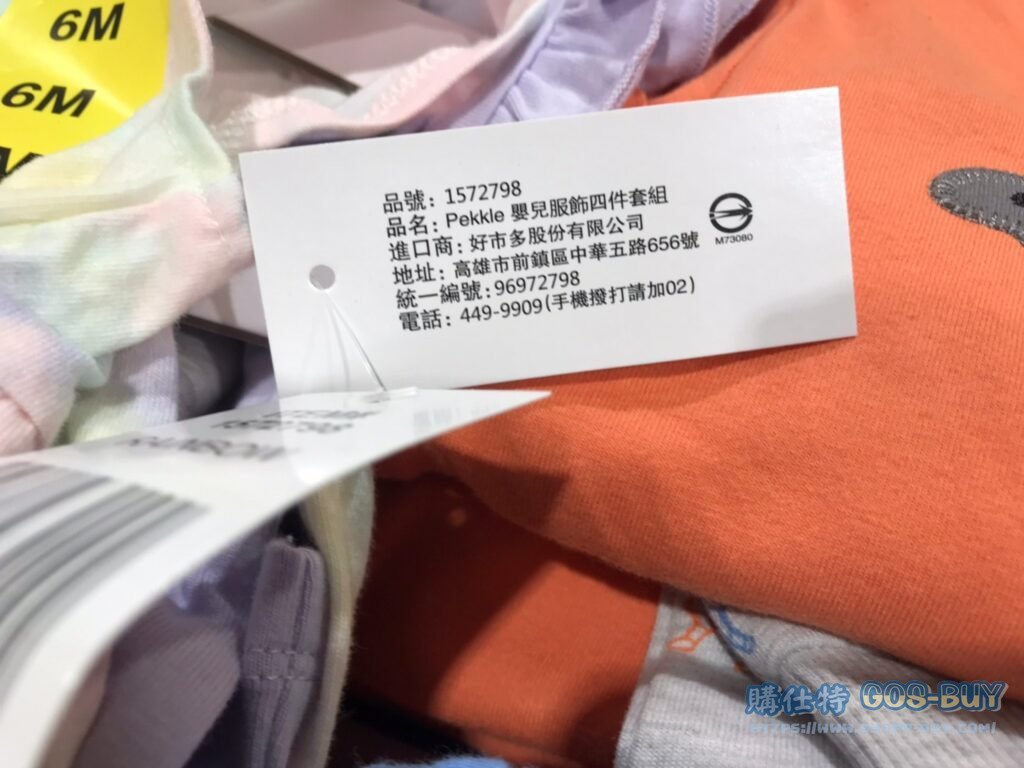 6M
6M
品號: 1572798
品名: Pekkle 嬰兒服飾四件套組
進口商: 好市多股份有限公司
地址: 高雄市前鎮區中華五路656號
統一編號:96972798
電話: 449-9909(手機撥打請加02)
M73080
1572798
RAINBOW
購仕特 GOS-BUY